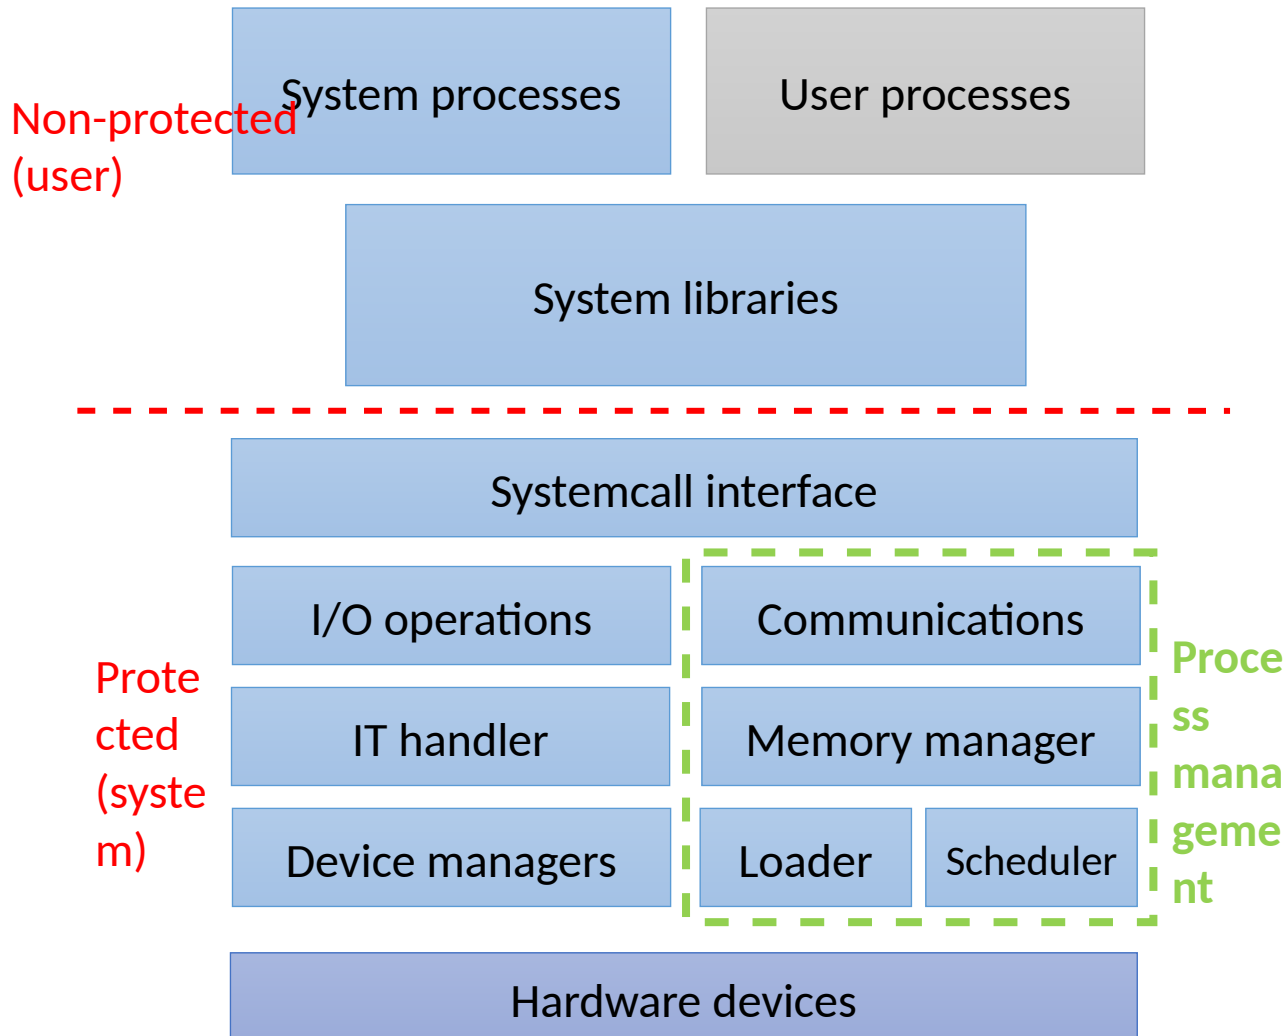 System processes
User processes
Non-protected
(user)
System libraries
Systemcall interface
I/O operations
Communications
Prote
cted
(syste
m)
IT handler
Memory manager
Proce
ss
mana
geme
nt
Device managers
Loader
Scheduler
Hardware devices